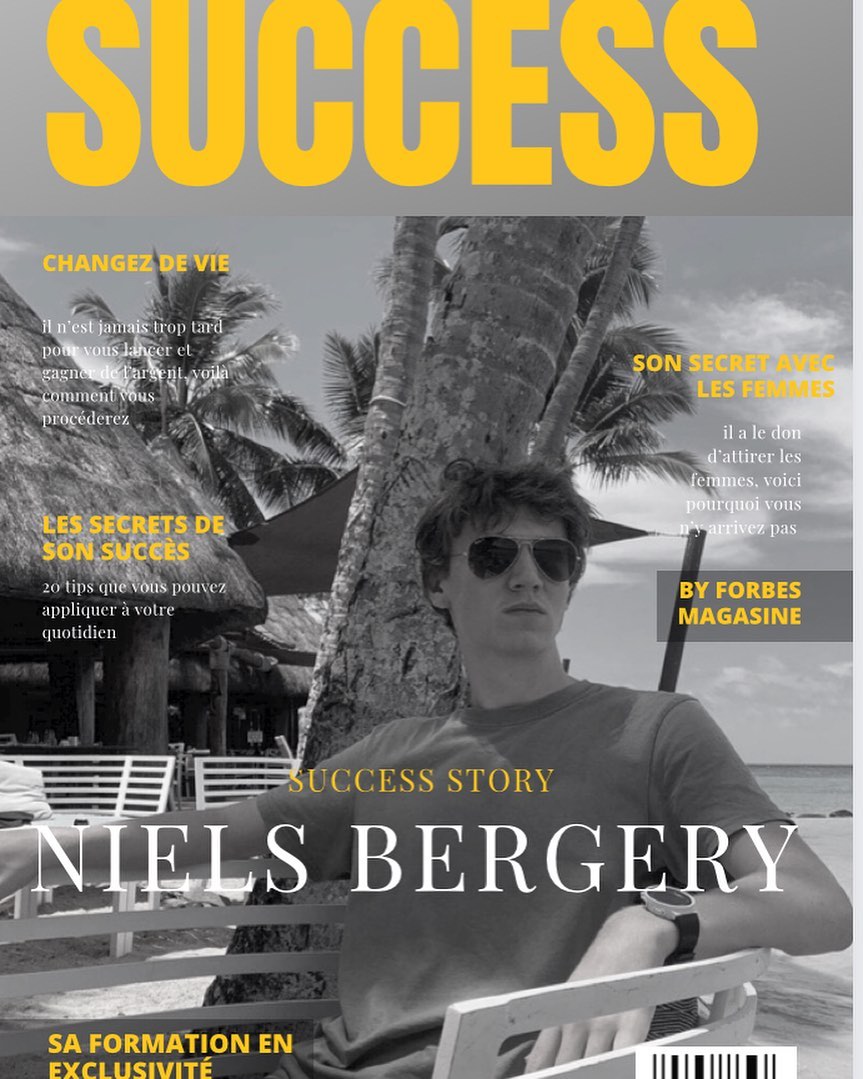 SUCCESS
CHANGEZ DE VIE
il n'est jamais trop tard
pour vous lancer et
gagner de l'argent, voilà
comment vous
procéderez
SON SECRET AVEC
LES FEMMES
il a le don
d'attirer les
femmes, voici
pourquoi vous
n'y arrivez pas
LES SECRETS DE
SON SUCCÈS
20 tips que vous pouvez
appliquer à votre
quotidien
BY FORBES
MAGASINE
SUCCESS STORY
NIELS BERGERY
SA FORMATION EN
EXCLUSIVITÉ